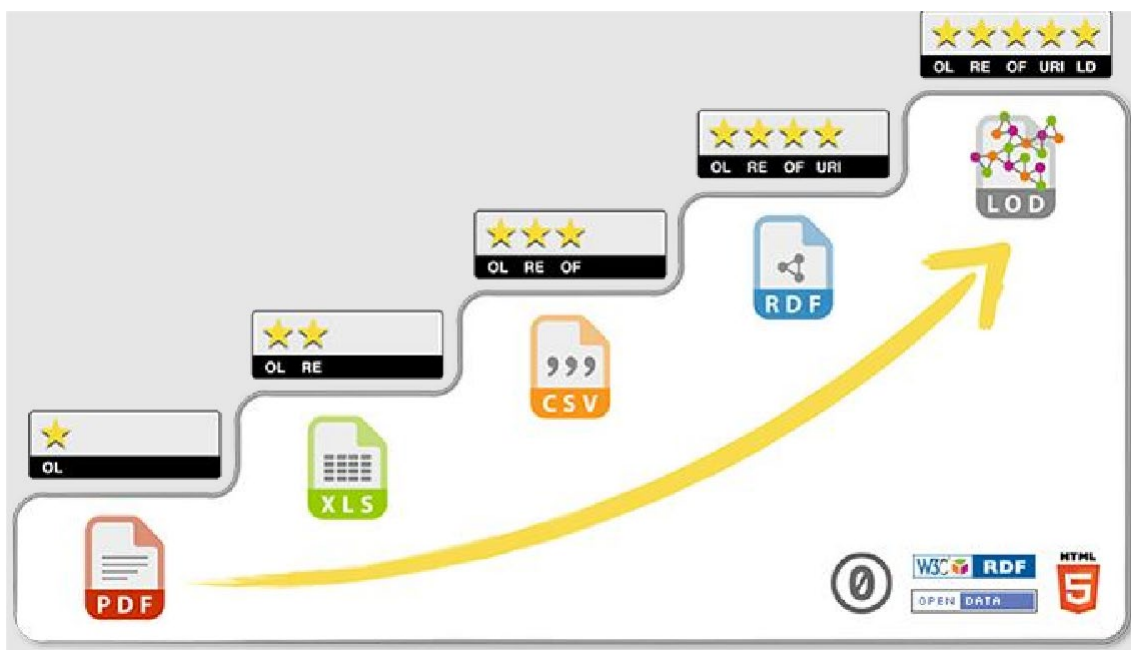 OL RE OF URI LD
LOD
OL RE OF URI
RDF
OL RE OF
,,,
CSV
OL RE
XLS
OL
PDF
0
W3C RDF
OPEN DATA
HTML
5